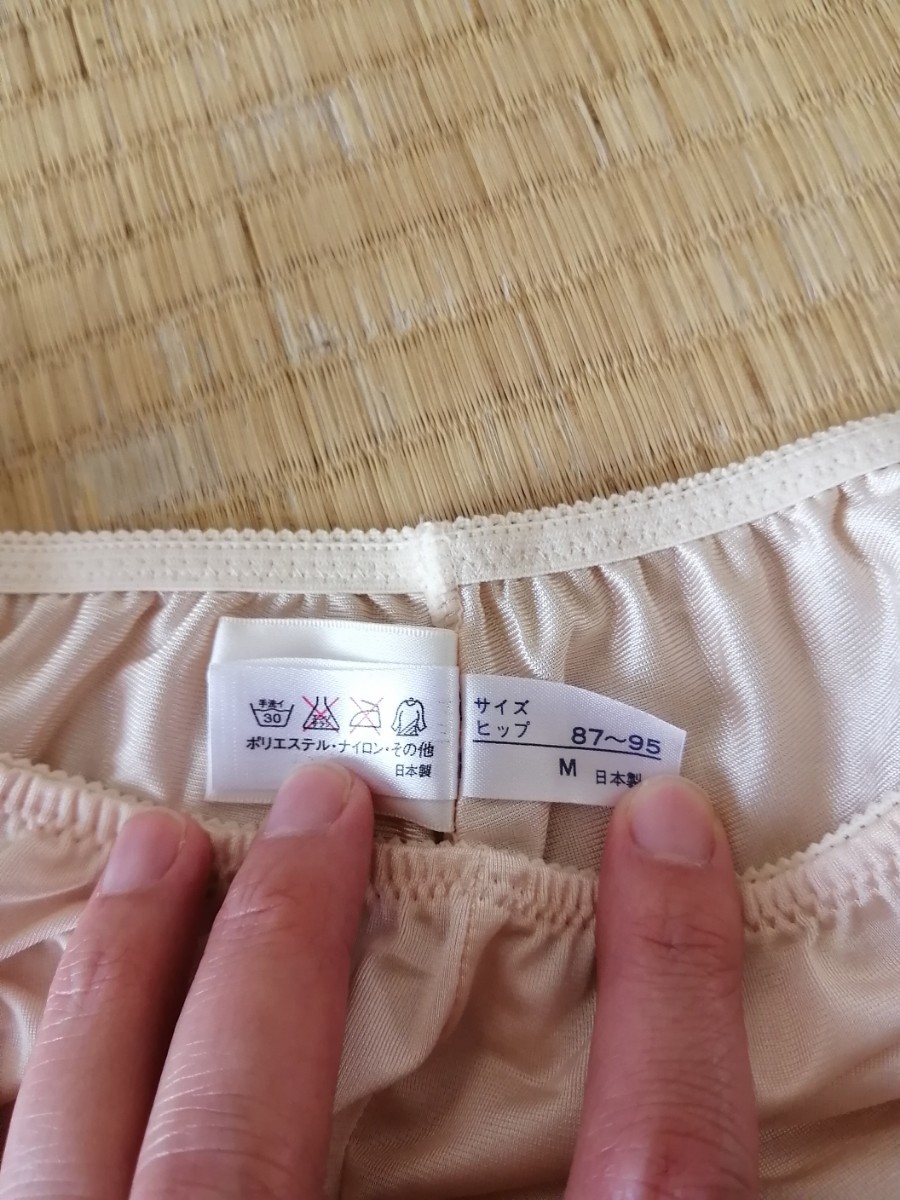 手洗イ
30
ポリエステル・ナイロン・その他
日本製
サイズ
ヒップ 87〜95
M 日本製